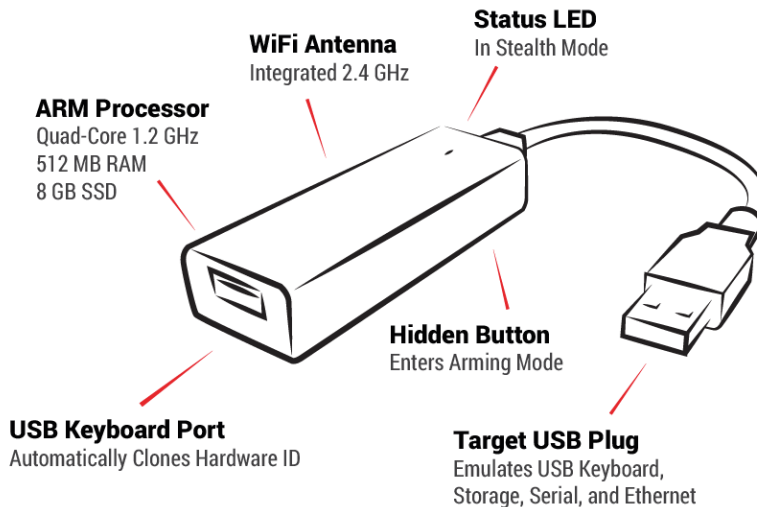 Status LED
In Stealth Mode
WiFi Antenna
Integrated 2.4 GHz
ARM Processor
Quad-Core 1.2 GHz
512 MB RAM
8 GB SSD
Hidden Button
Enters Arming Mode
USB Keyboard Port
Automatically Clones Hardware ID
Target USB Plug
Emulates USB Keyboard,
Storage, Serial, and Ethernet